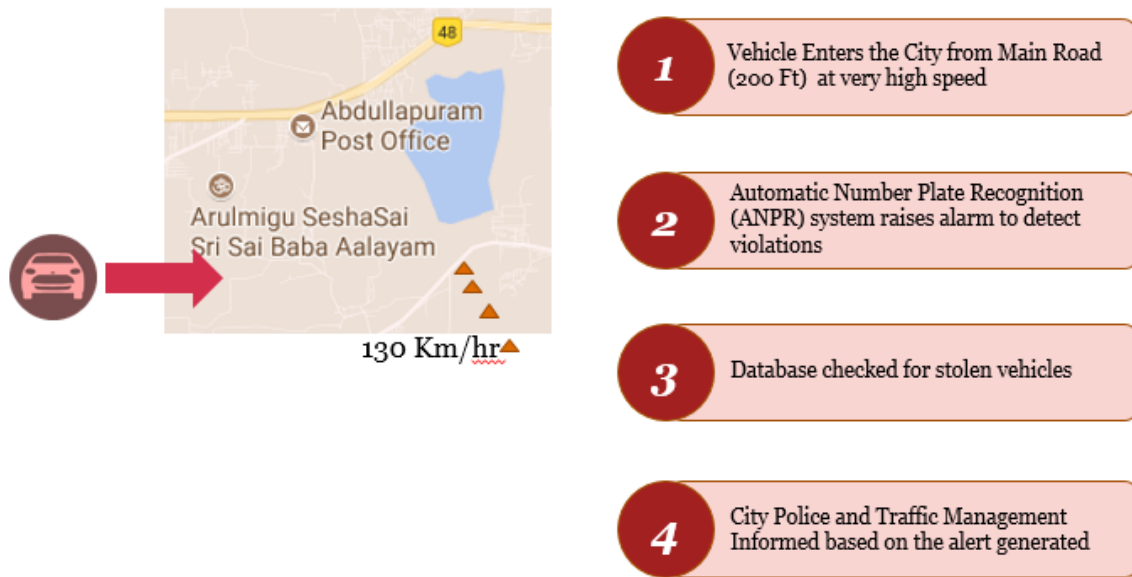 48
Abdullapuram
Post Office
Arulmigu SeshaSai
Sri Sai Baba Aalayam
130 Km/hr
1
Vehicle Enters the City from Main Road
(200 Ft)  at very high speed
2
Automatic Number Plate Recognition
(ANPR) system raises alarm to detect
violations
3
Database checked for stolen vehicles
4
City Police and Traffic Management
Informed based on the alert generated